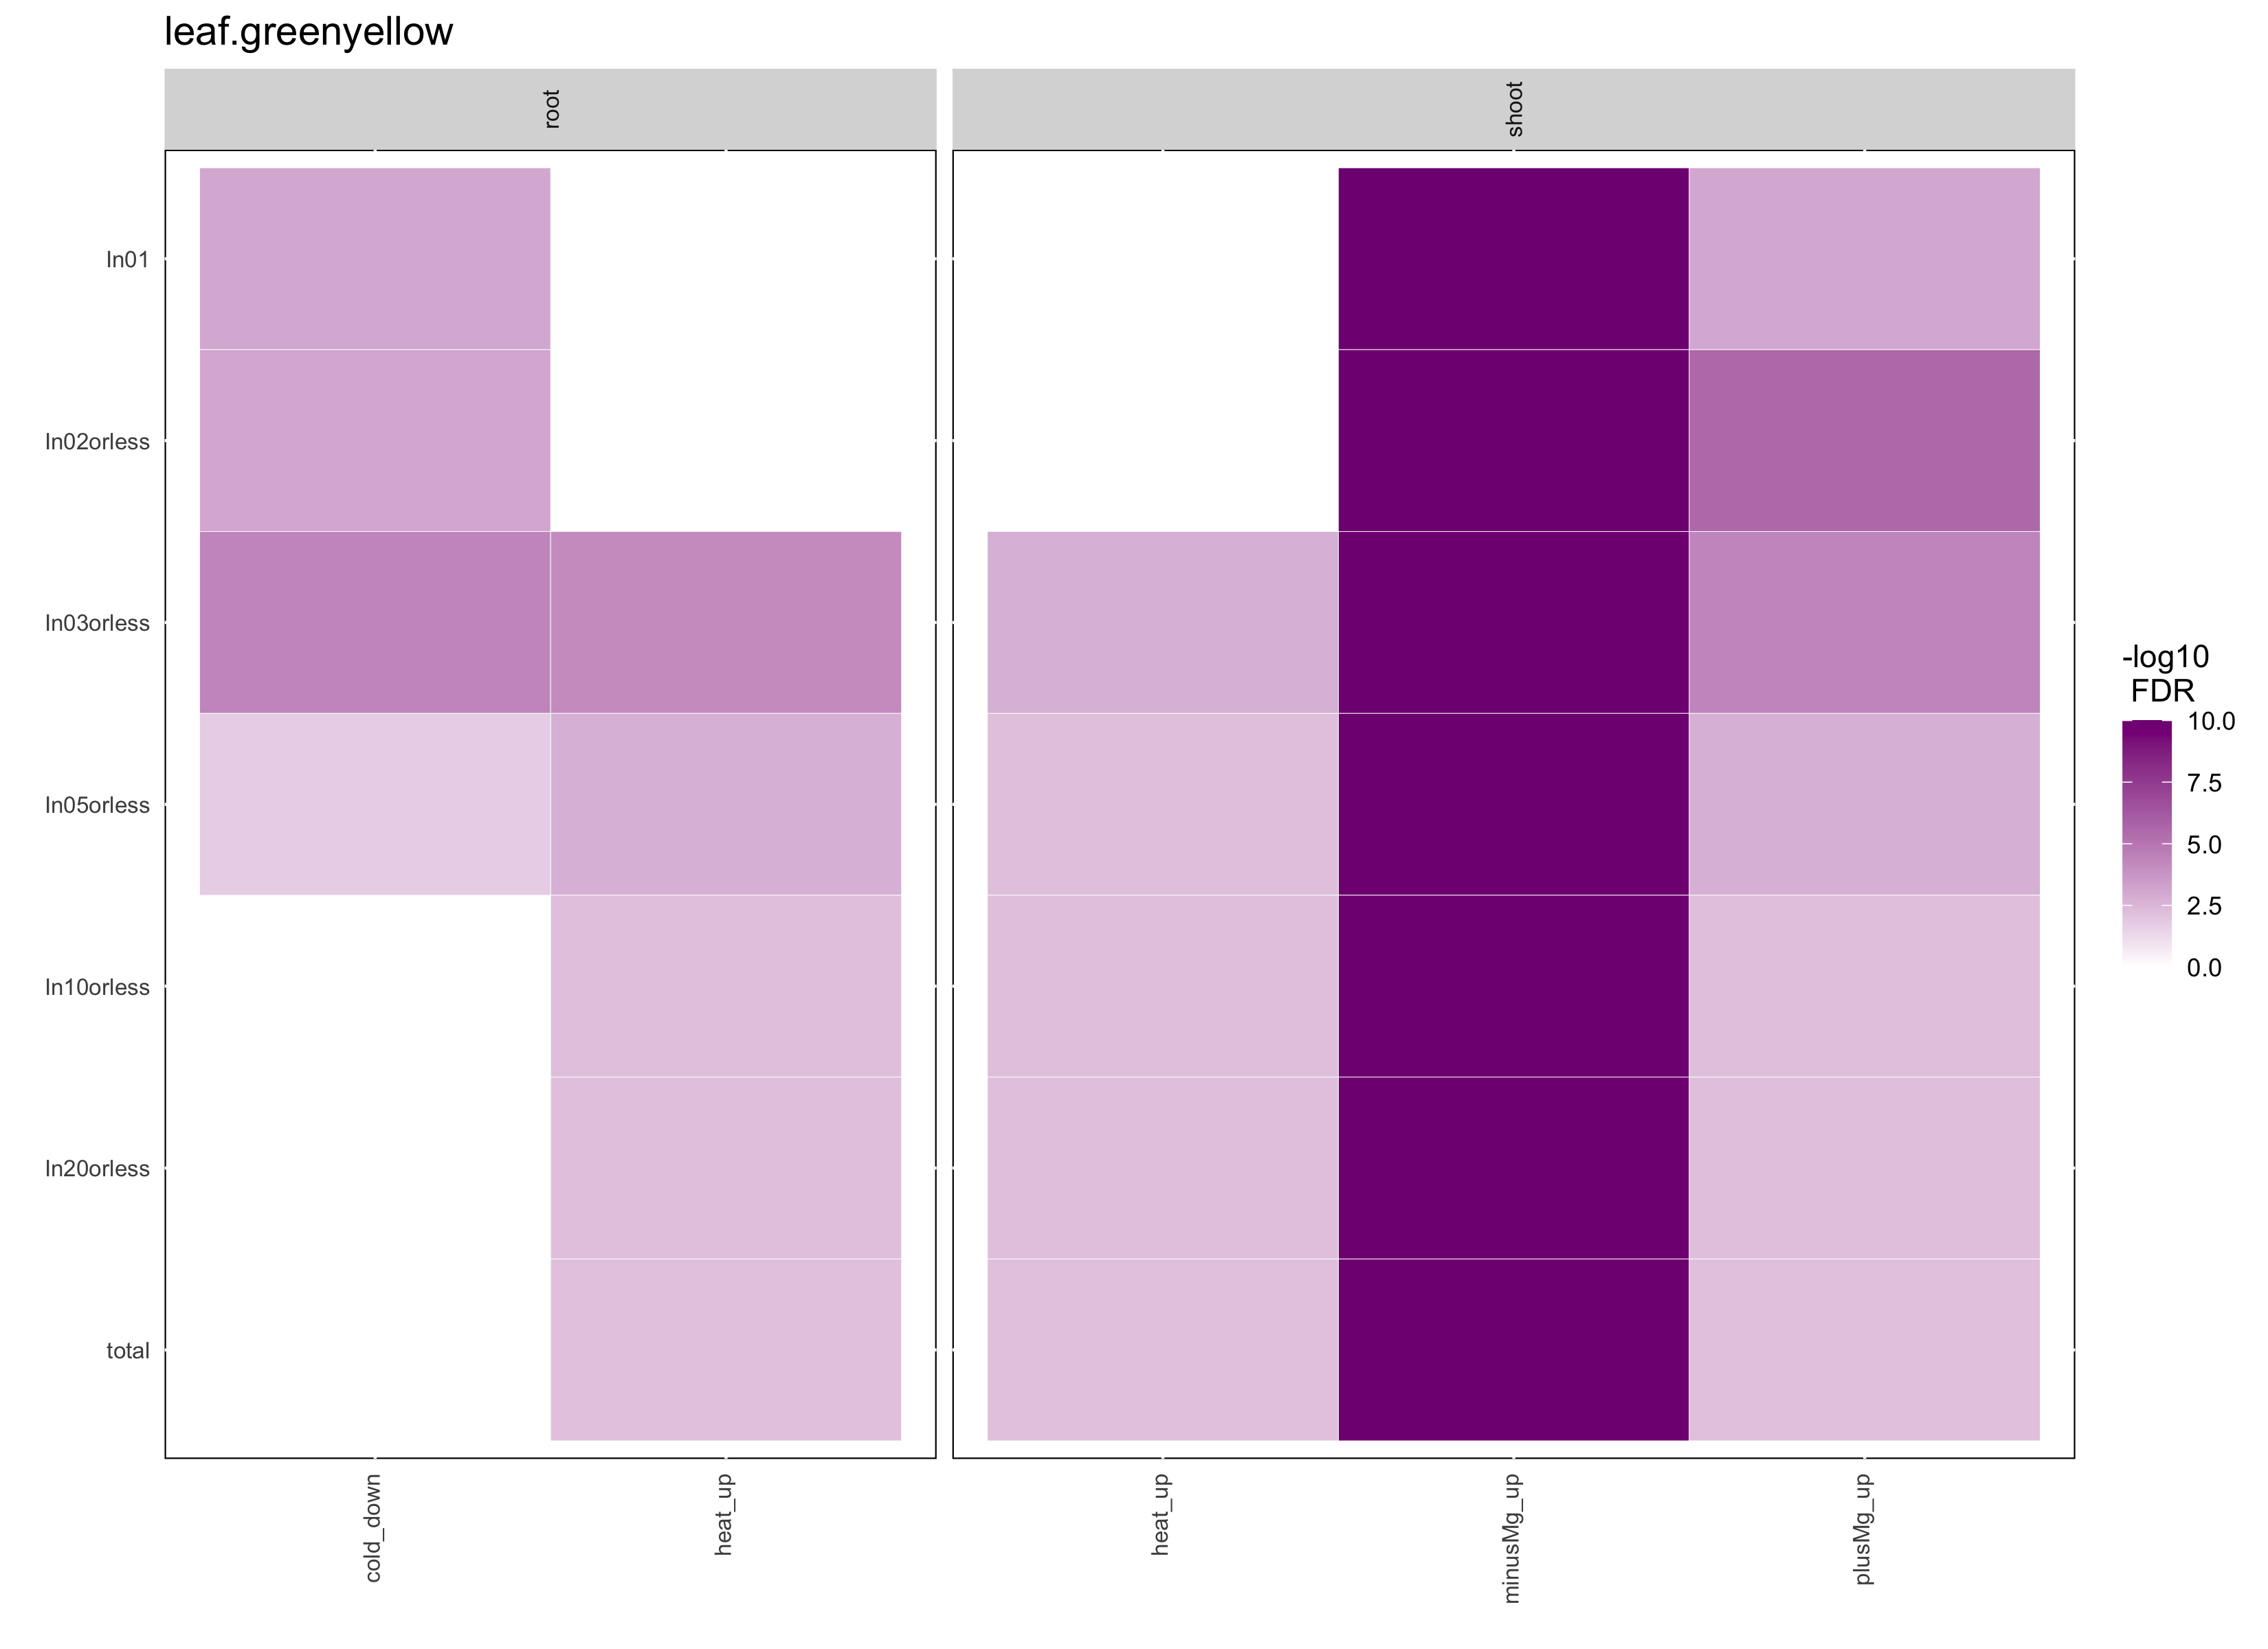 leaf.greenyellow
root
shoot
In01
In02orless
In03orless
In05orless
In10orless
In20orless
total
cold_down
heat_up
heat_up
minusMg_up
plusMg_up
-log10
FDR
10.0
7.5
5.0
2.5
0.0